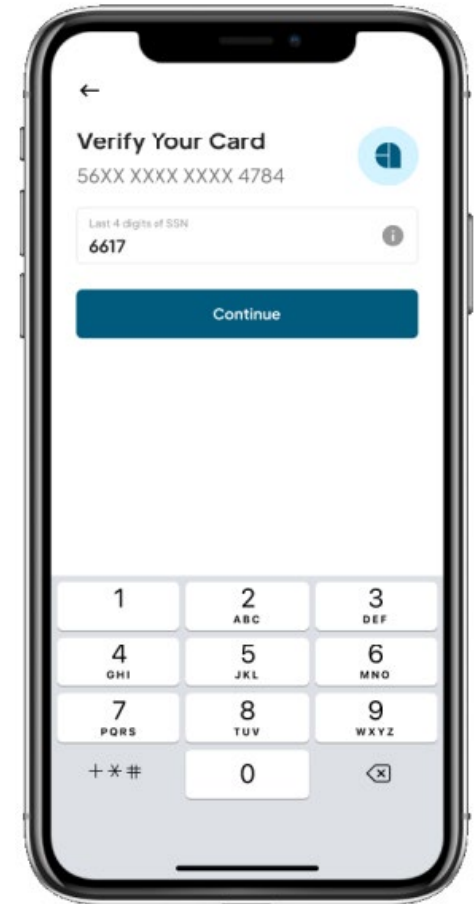 Verify Your Card
56XX XXXX XXXX 4784
Last 4 digits of SSN
6617
Continue
1
2
ABC
3
DEF
4
GHI
5
JKL
6
MNO
7
PQRS
8
TUV
9
WXYZ
+*#
0